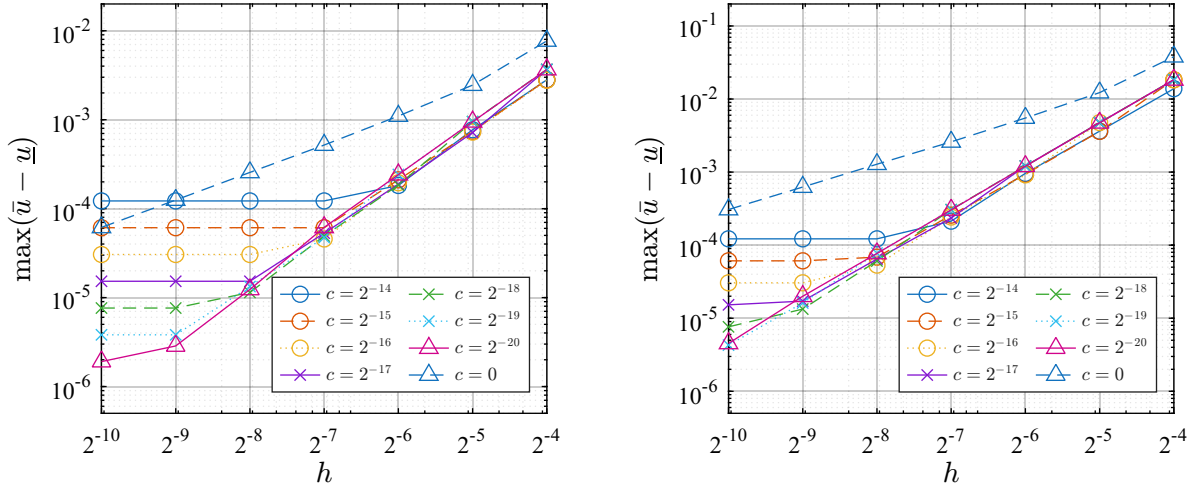 10⁻²
10⁻³
10⁻⁴
10⁻⁵
10⁻⁶
max(ū − u̲)
2⁻¹⁰ 2⁻⁹ 2⁻⁸ 2⁻⁷ 2⁻⁶ 2⁻⁵ 2⁻⁴
h
c = 2⁻¹⁴ c = 2⁻¹⁸
c = 2⁻¹⁵ c = 2⁻¹⁹
c = 2⁻¹⁶ c = 2⁻²⁰
c = 2⁻¹⁷ c = 0
10⁻¹
10⁻²
10⁻³
10⁻⁴
10⁻⁵
10⁻⁶
max(ū − u̲)
2⁻¹⁰ 2⁻⁹ 2⁻⁸ 2⁻⁷ 2⁻⁶ 2⁻⁵ 2⁻⁴
h
c = 2⁻¹⁴ c = 2⁻¹⁸
c = 2⁻¹⁵ c = 2⁻¹⁹
c = 2⁻¹⁶ c = 2⁻²⁰
c = 2⁻¹⁷ c = 0